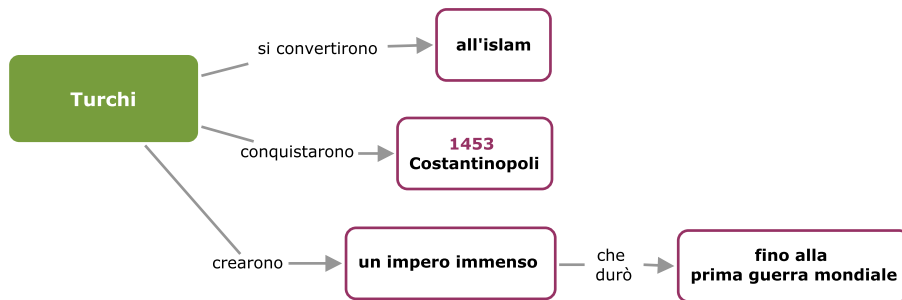 si convertirono
all'islam
Turchi
conquistarono
1453
Costantinopoli
crearono
un impero immenso
che
durò
fino alla
prima guerra mondiale